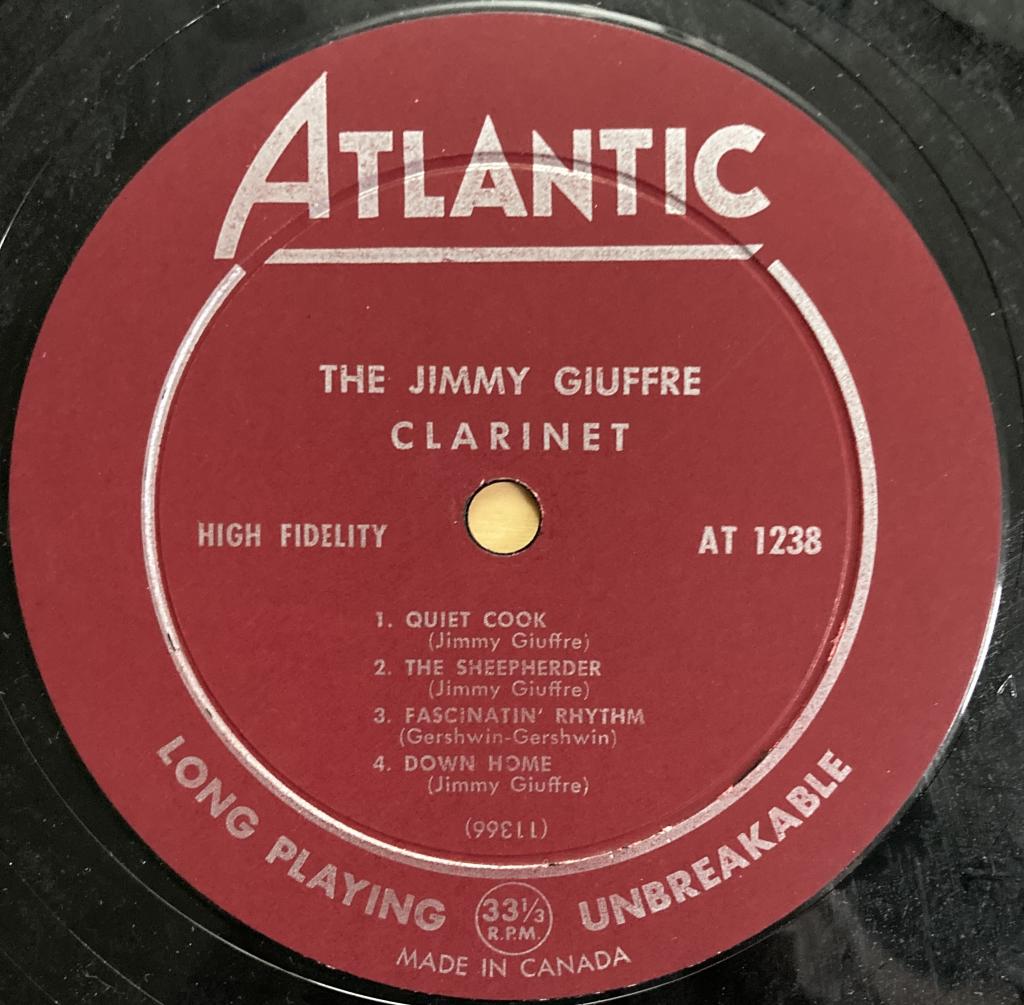 ATLANTIC
THE JIMMY GIUFFRE
CLARINET
HIGH FIDELITY
AT 1238
1. QUIET COOK
(Jimmy Giuffre)
2. THE SHEEPHERDER
(Jimmy Giuffre)
3. FASCINATIN' RHYTHM
(Gershwin-Gershwin)
4. DOWN HOME
(Jimmy Giuffre)
(11366)
LONG PLAYING 33⅓ R.P.M. UNBREAKABLE
MADE IN CANADA